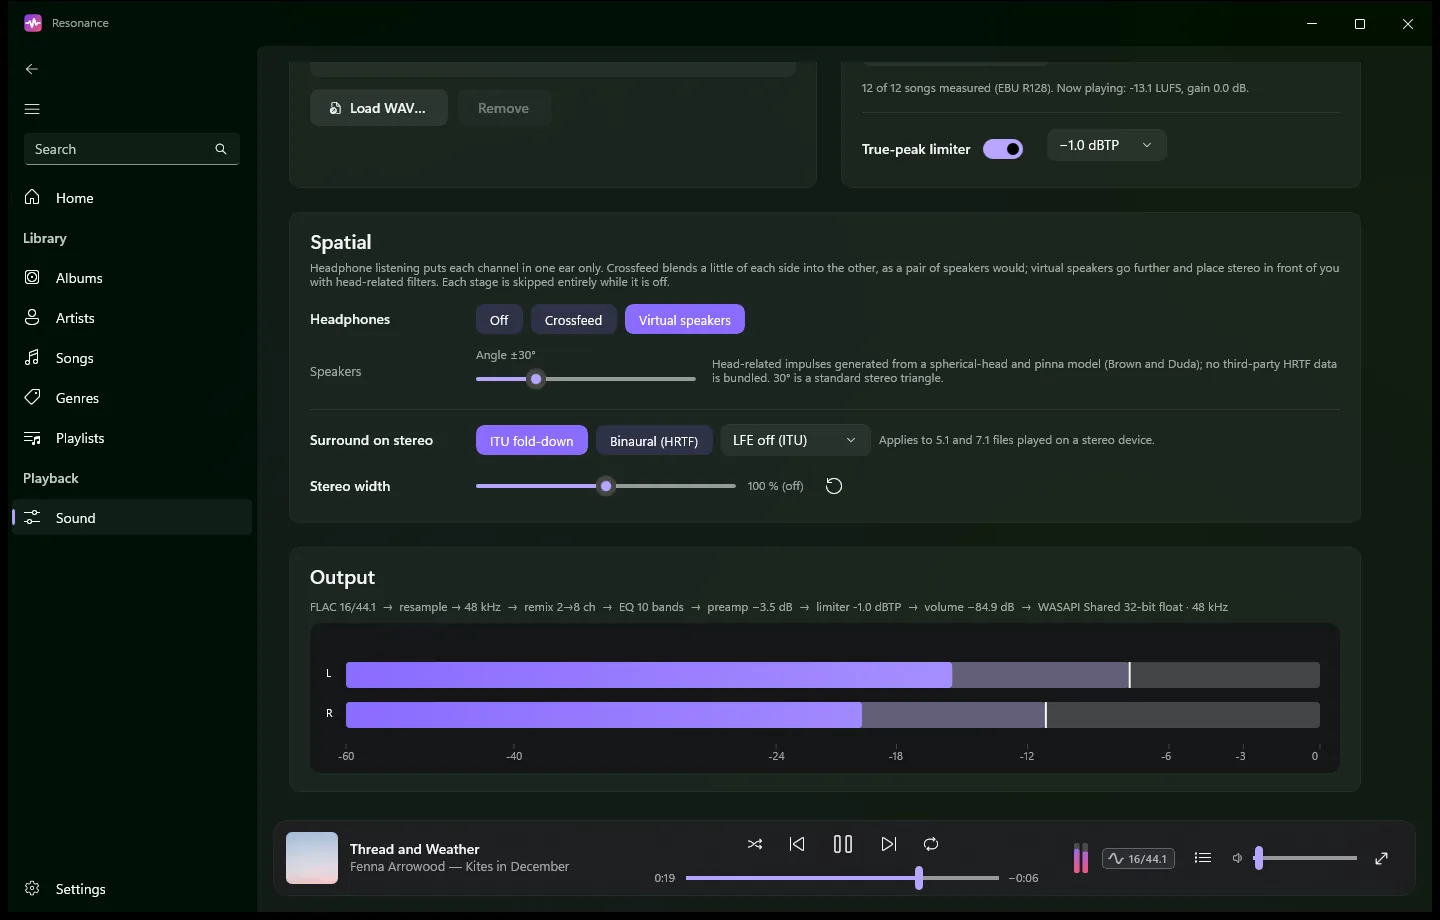 Resonance
Search
Home
Library
Albums
Artists
Songs
Genres
Playlists
Playback
Sound
Settings
Load WAV...
Remove
12 of 12 songs measured (EBU R128). Now playing: -13.1 LUFS, gain 0.0 dB.
True-peak limiter
−1.0 dBTP
Spatial
Headphone listening puts each channel in one ear only. Crossfeed blends a little of each side into the other, as a pair of speakers would; virtual speakers go further and place stereo in front of you
with head-related filters. Each stage is skipped entirely while it is off.
Headphones
Off
Crossfeed
Virtual speakers
Speakers
Angle ±30°
Head-related impulses generated from a spherical-head and pinna model (Brown and Duda); no third-party HRTF data
is bundled. 30° is a standard stereo triangle.
Surround on stereo
ITU fold-down
Binaural (HRTF)
LFE off (ITU)
Applies to 5.1 and 7.1 files played on a stereo device.
Stereo width
100 % (off)
Output
FLAC 16/44.1 → resample → 48 kHz → remix 2→8 ch → EQ 10 bands → preamp −3.5 dB → limiter -1.0 dBTP → volume −84.9 dB → WASAPI Shared 32-bit float · 48 kHz
L
R
-60 -40 -24 -18 -12 -6 -3 0
Thread and Weather
Fenna Arrowood — Kites in December
0:19
−0:06
16/44.1